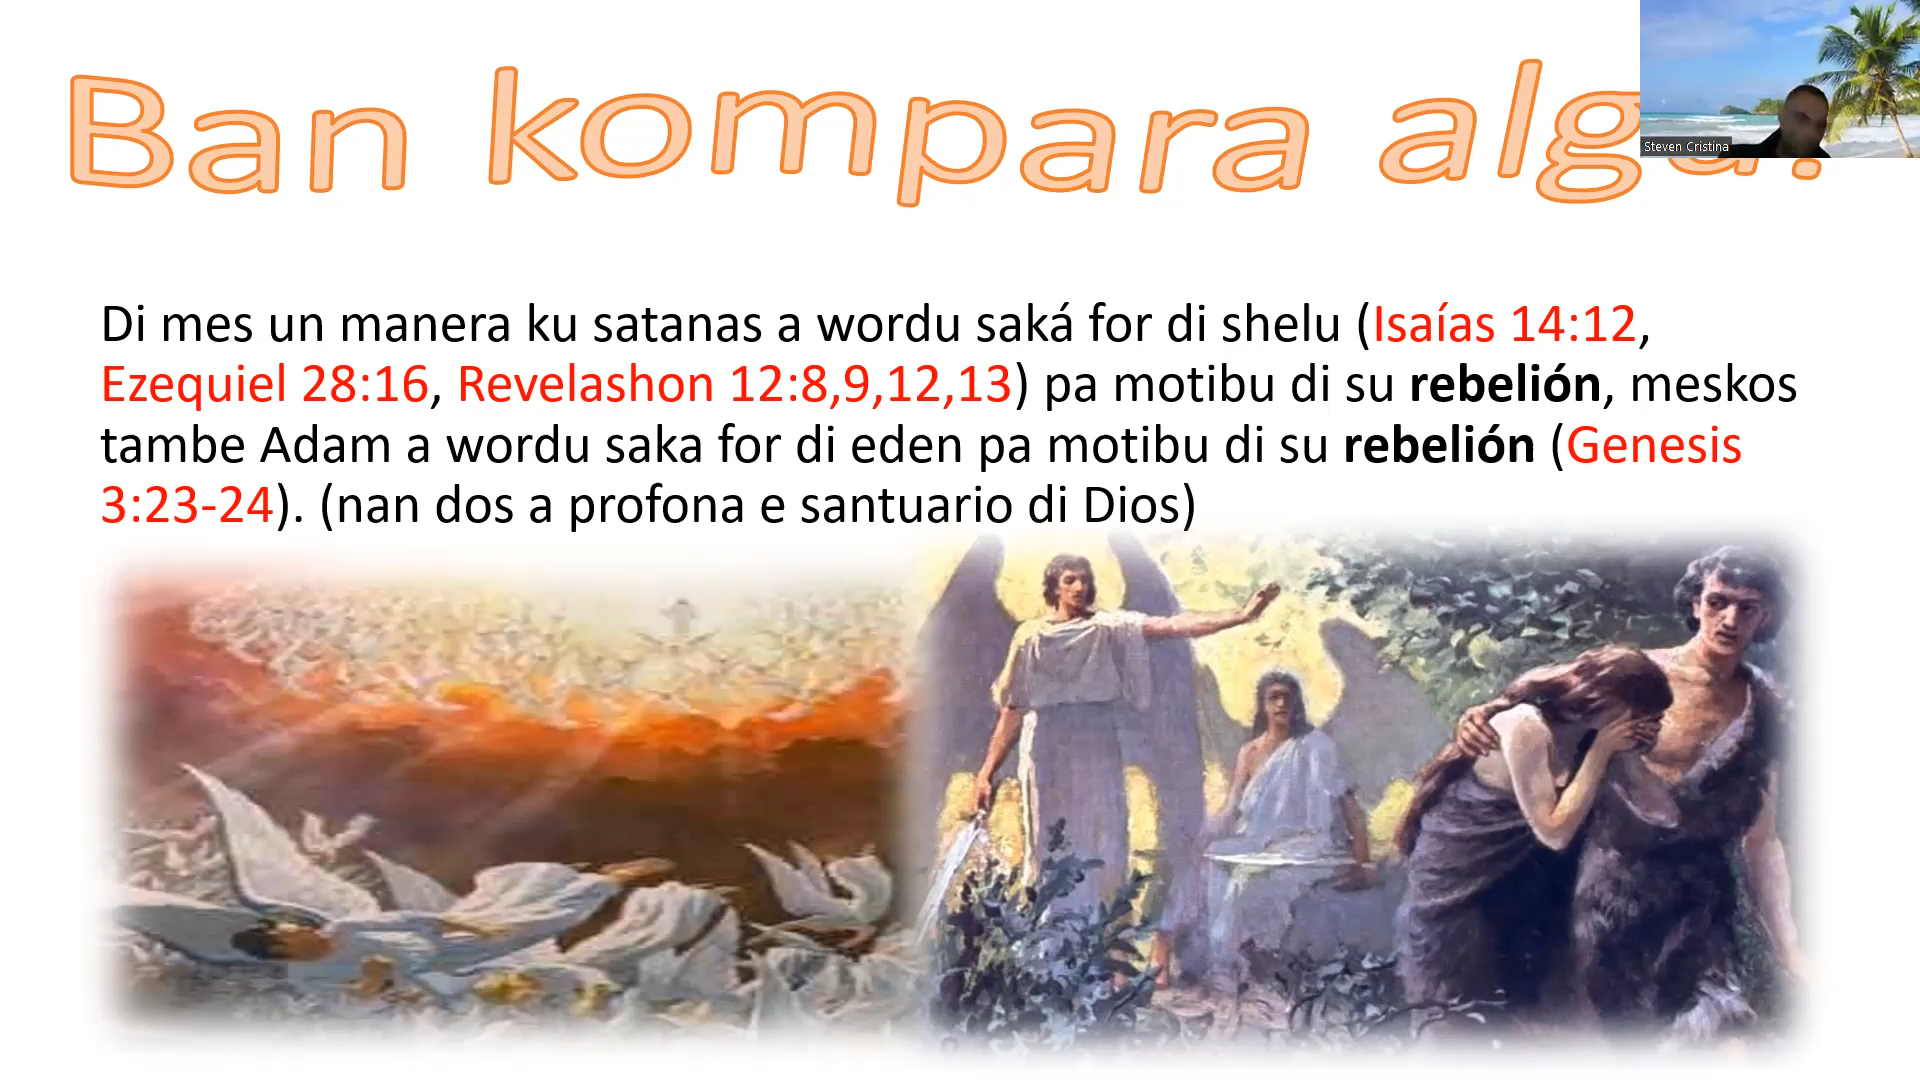 Ban kompara
Steven Cristina
Di mes un manera ku satanas a wordu saká for di shelu (Isaías 14:12,
Ezequiel 28:16, Revelashon 12:8,9,12,13) pa motibu di su rebelión, meskos
tambe Adam a wordu saka for di eden pa motibu di su rebelión (Genesis
3:23-24). (nan dos a profona e santuario di Dios)